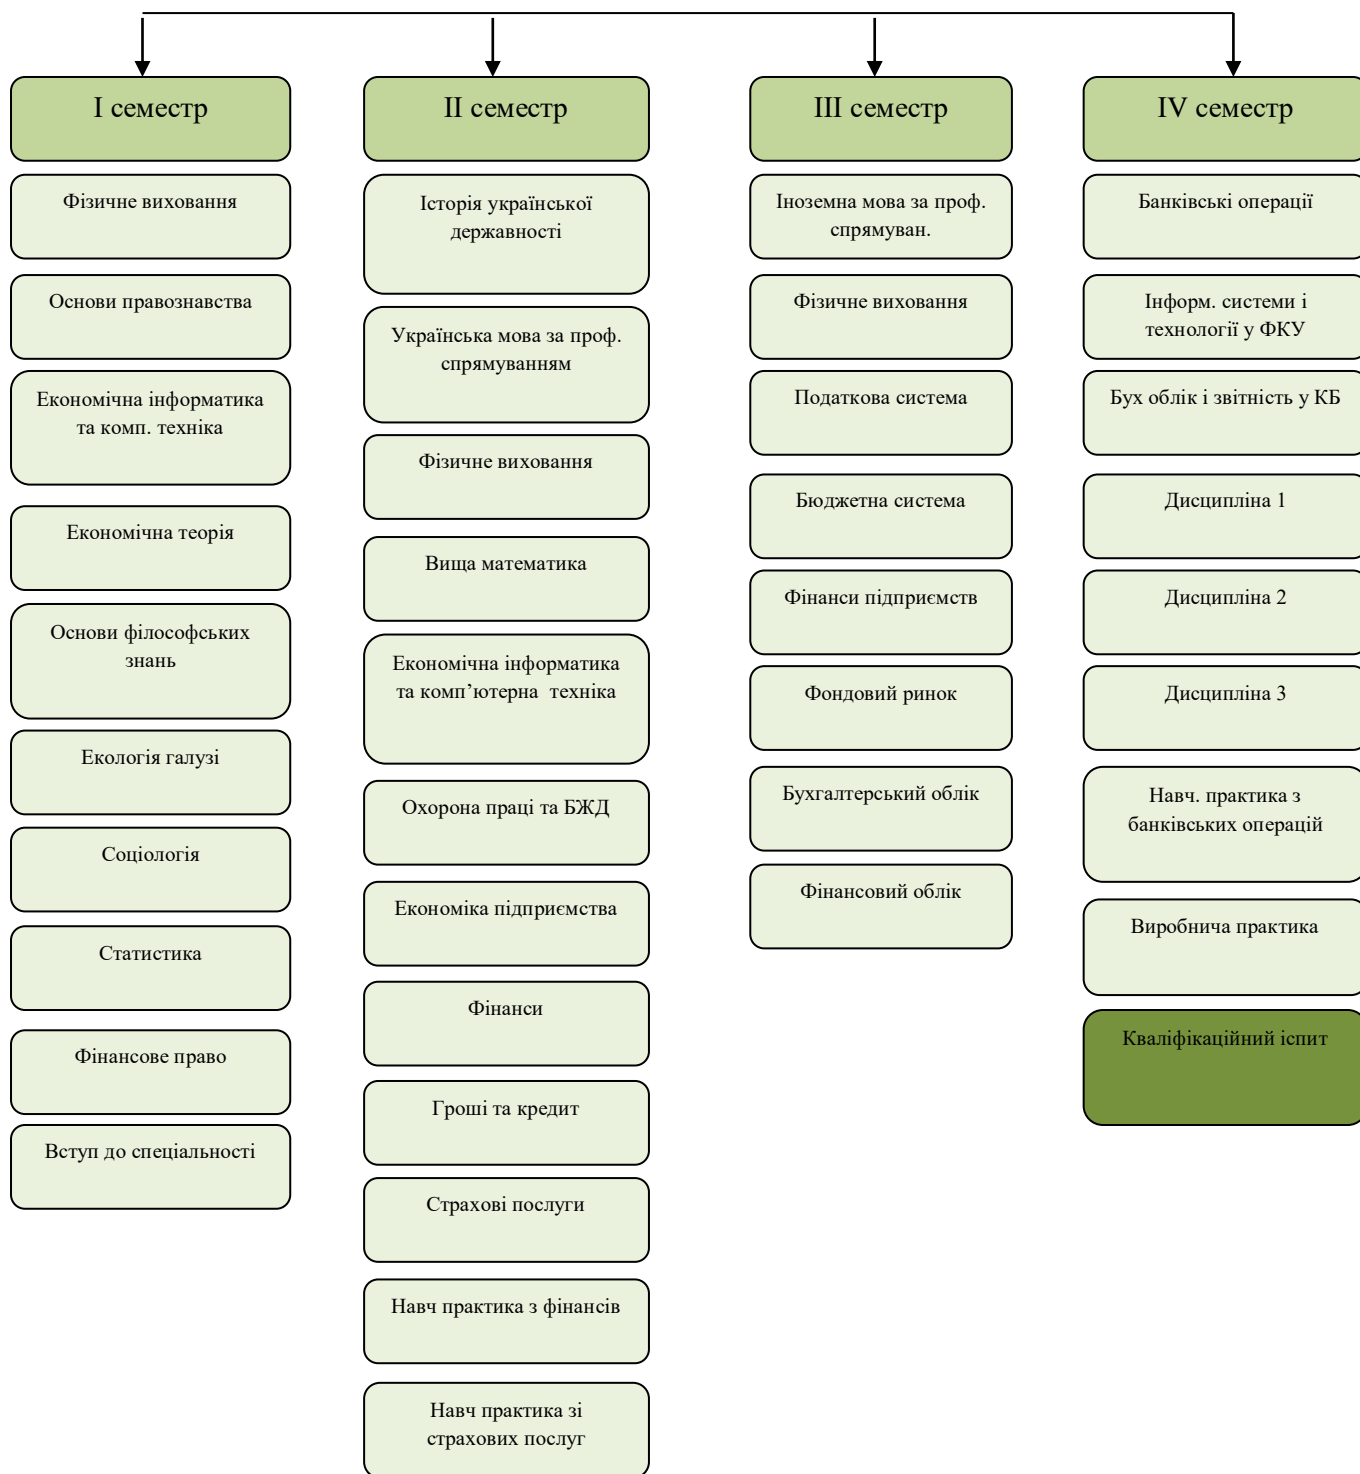 I семестр
Фізичне виховання
Основи правознавства
Економічна інформатика
та комп. техніка
Економічна теорія
Основи філософських
знань
Екологія галузі
Соціологія
Статистика
Фінансове право
Вступ до спеціальності
II семестр
Історія української
державності
Українська мова за проф.
спрямуванням
Фізичне виховання
Вища математика
Економічна інформатика
та комп’ютерна техніка
Охорона праці та БЖД
Економіка підприємства
Фінанси
Гроші та кредит
Страхові послуги
Навч практика з фінансів
Навч практика зі
страхових послуг
III семестр
Іноземна мова за проф.
спрямуван.
Фізичне виховання
Податкова система
Бюджетна система
Фінанси підприємств
Фондовий ринок
Бухгалтерський облік
Фінансовий облік
IV семестр
Банківські операції
Інформ. системи і
технології у ФКУ
Бух облік і звітність у КБ
Дисципліна 1
Дисципліна 2
Дисципліна 3
Навч. практика з
банківських операцій
Виробнича практика
Кваліфікаційний іспит